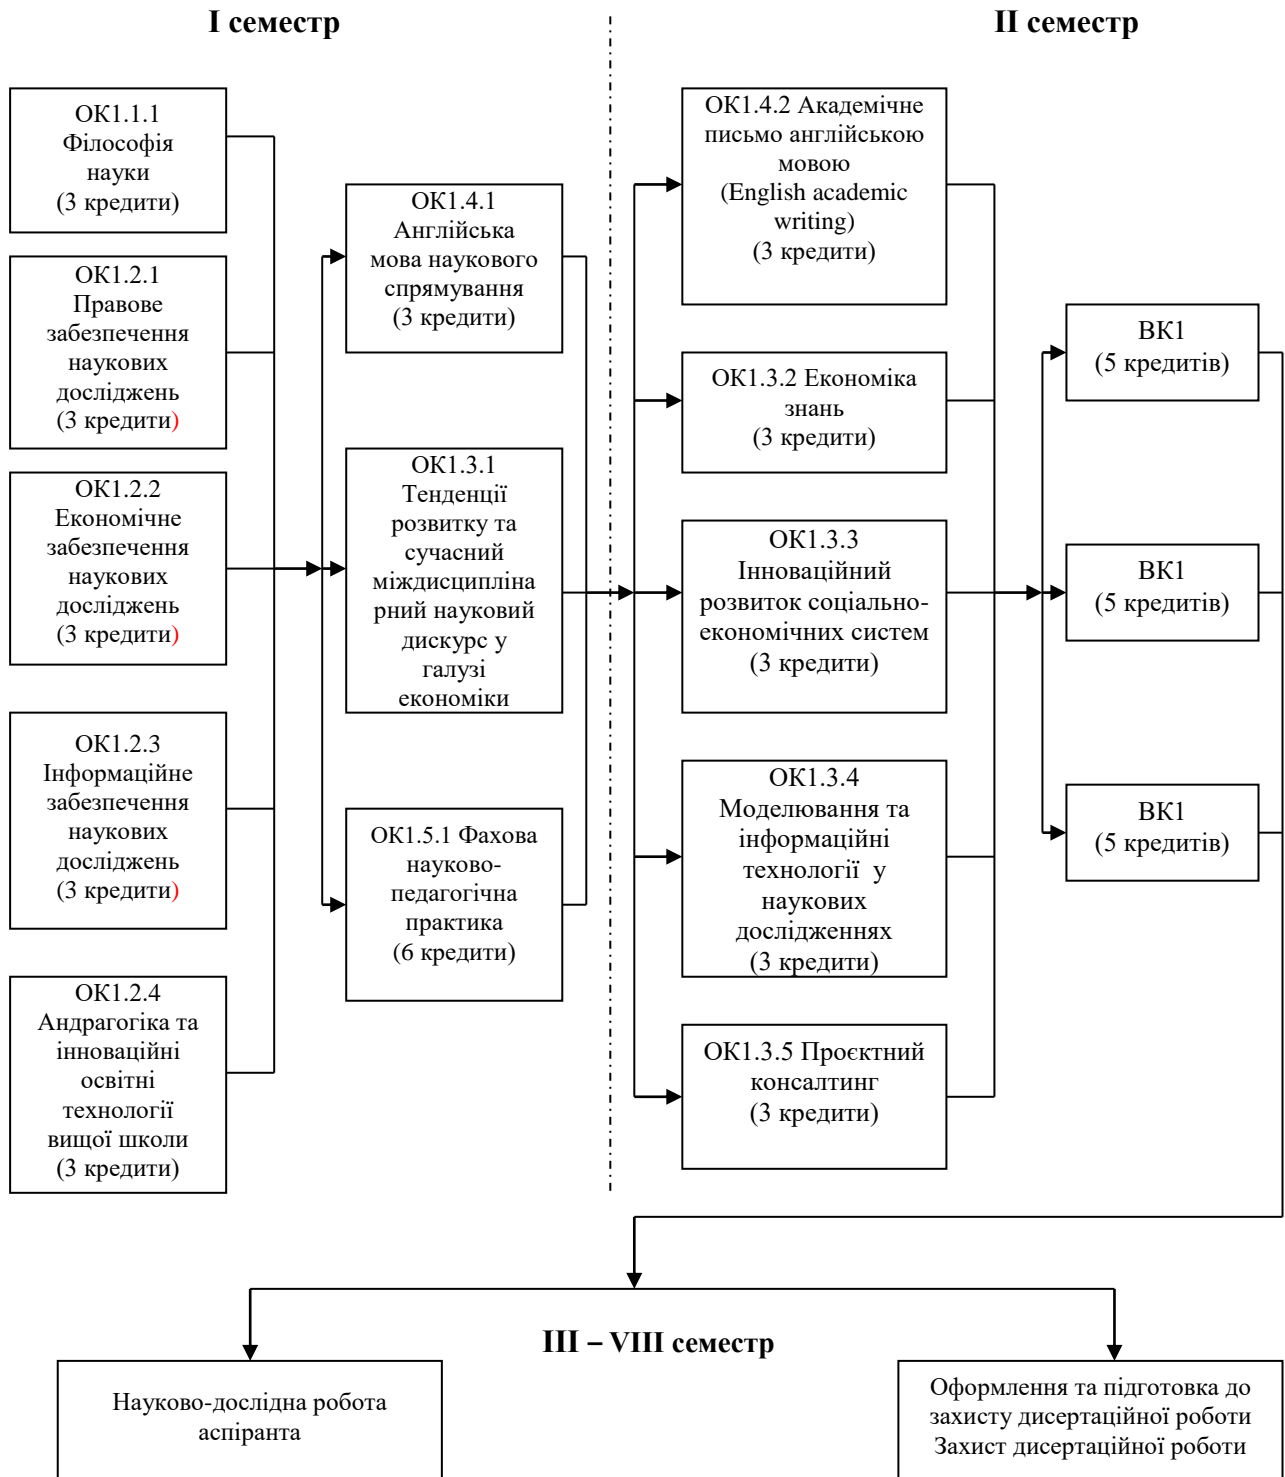 I семестр
II семестр
ОК1.1.1
Філософія
науки
(3 кредити)
ОК1.2.1
Правове
забезпечення
наукових
досліджень
(3 кредити)
ОК1.2.2
Економічне
забезпечення
наукових
досліджень
(3 кредити)
ОК1.2.3
Інформаційне
забезпечення
наукових
досліджень
(3 кредити)
ОК1.2.4
Андрагогіка та
інноваційні
освітні
технології
вищої школи
(3 кредити)
ОК1.4.1
Англійська
мова наукового
спрямування
(3 кредити)
ОК1.3.1
Тенденції
розвитку та
сучасний
міждисципліна
рний науковий
дискурс у
галузі
економіки
ОК1.5.1 Фахова
науково-
педагогічна
практика
(6 кредити)
ОК1.4.2 Академічне
письмо англійською
мовою
(English academic
writing)
(3 кредити)
ОК1.3.2 Економіка
знань
(3 кредити)
ОК1.3.3
Інноваційний
розвиток соціально-
економічних систем
(3 кредити)
ОК1.3.4
Моделювання та
інформаційні
технології у
наукових
дослідженнях
(3 кредити)
ОК1.3.5 Проєктний
консалтинг
(3 кредити)
ВК1
(5 кредитів)
ВК1
(5 кредитів)
ВК1
(5 кредитів)
III – VIII семестр
Науково-дослідна робота
аспіранта
Оформлення та підготовка до
захисту дисертаційної роботи
Захист дисертаційної роботи